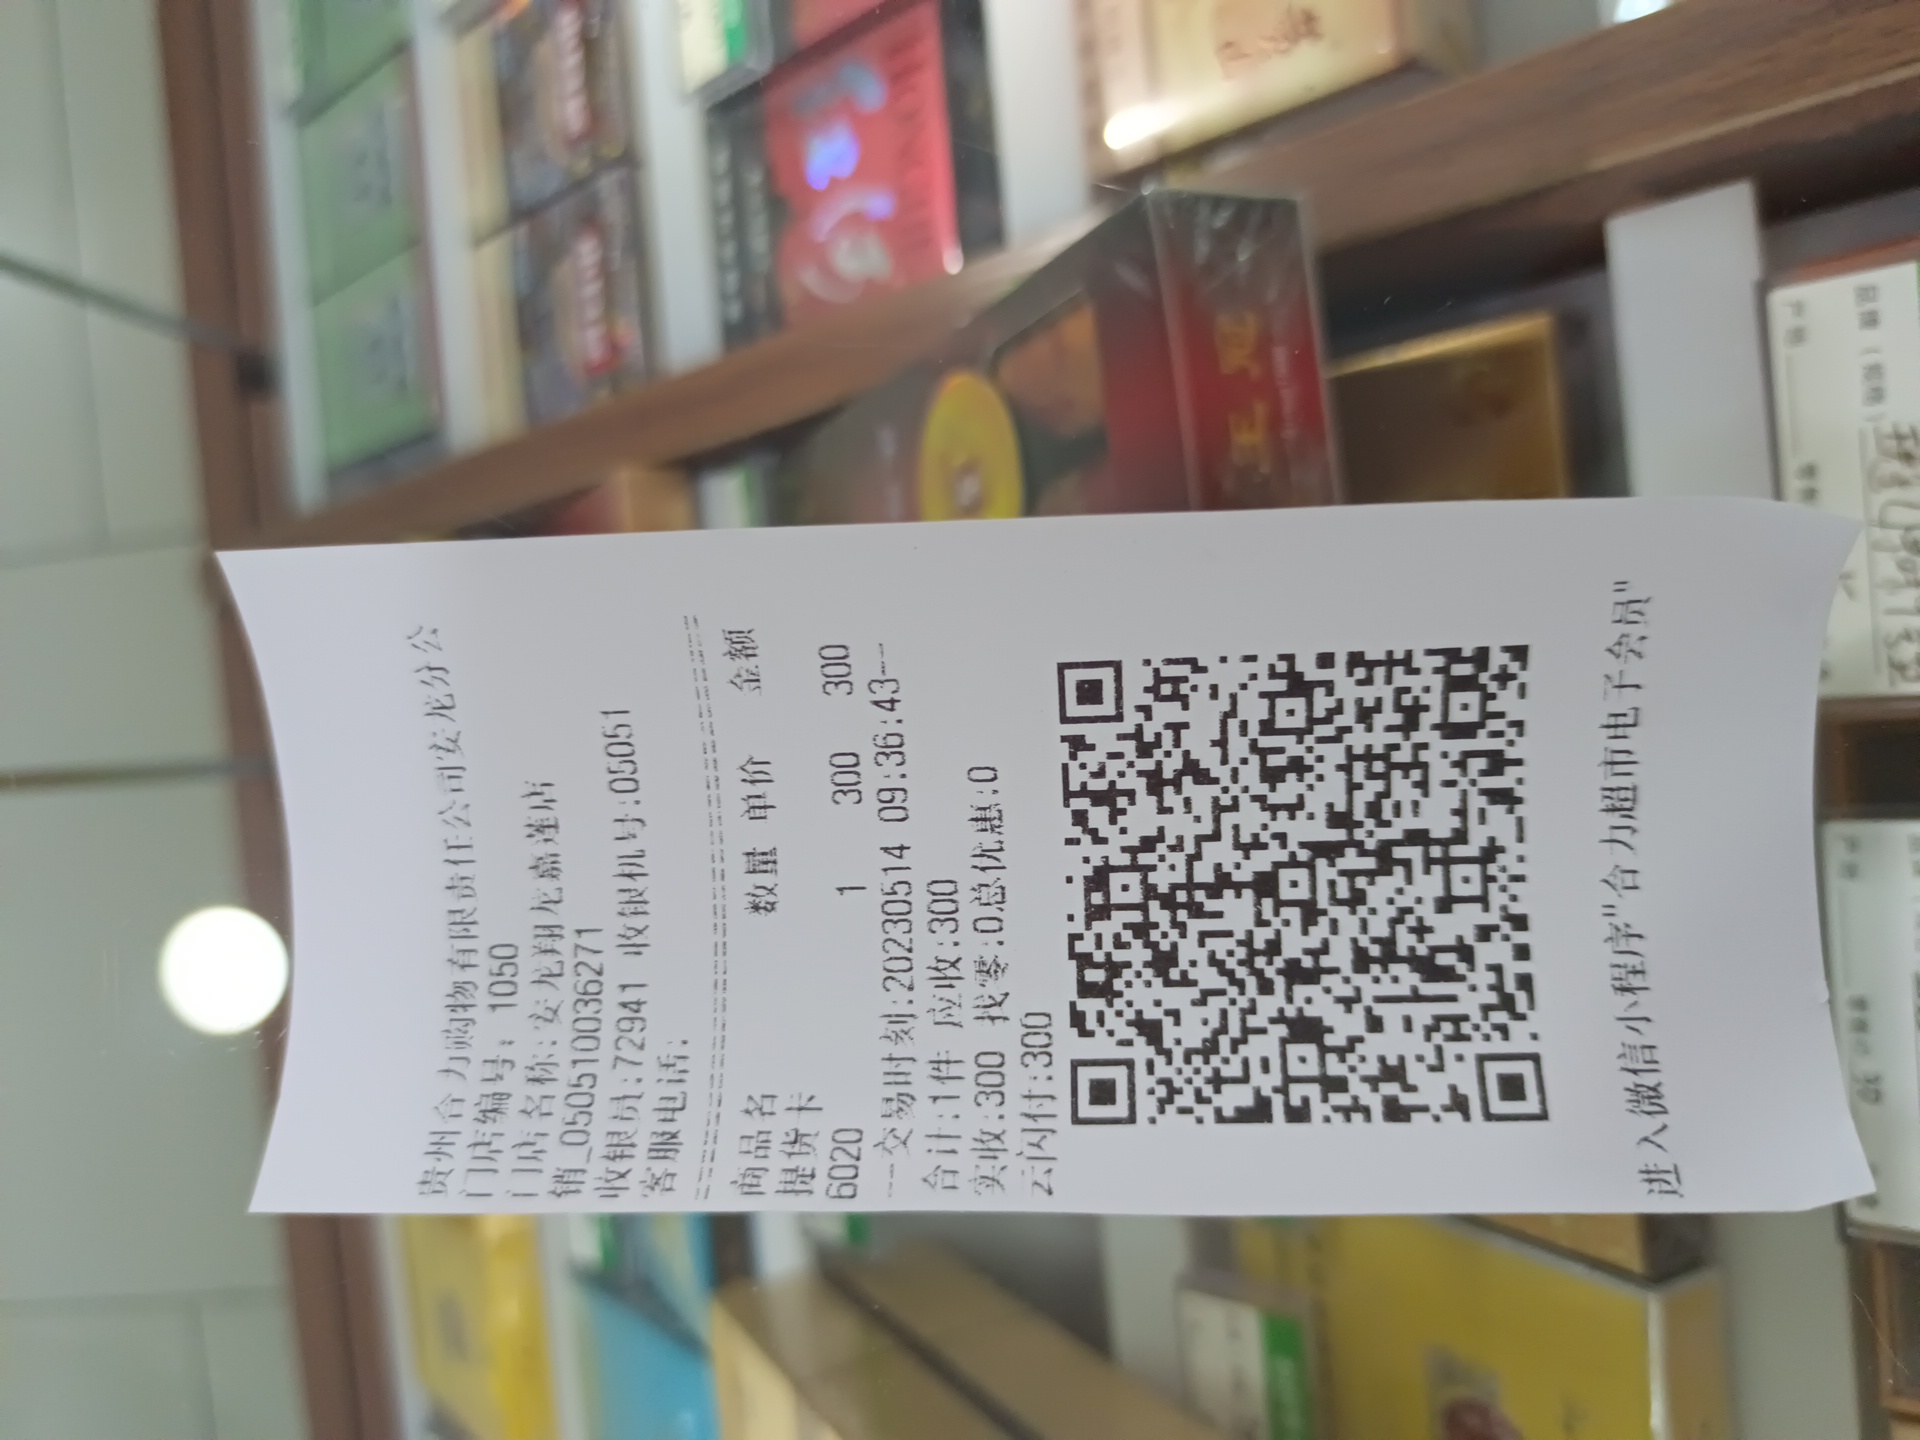 贵州合力购物有限责任公司安龙分公
门店编号: 1050
门店名称:安龙翔龙嘉莲店
销_050510036271
收银员:72941 收银机号:05051
客服电话:
商品名 数量 单价 金额
提货卡
6020 1 300 300
---交易时刻:20230514 09:36:43---
合计:1件 应收:300
实收:300 找零:0总优惠:0
云闪付:300
进入微信小程序"合力超市电子会员"
王冠